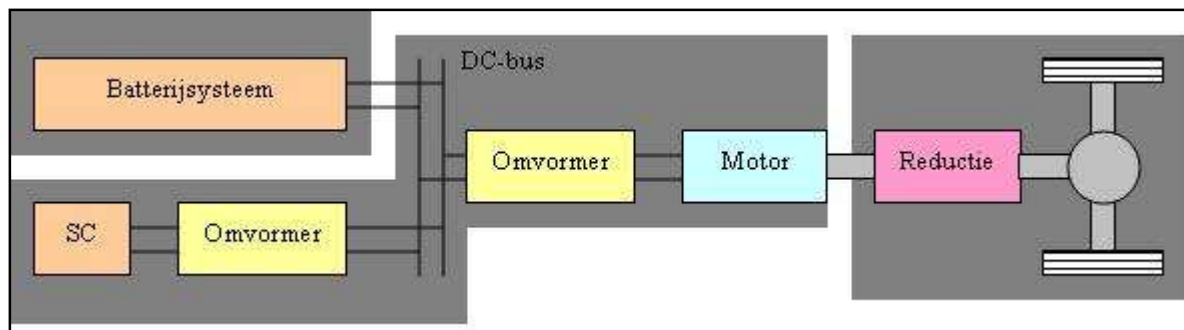 DC-bus
Batterijsysteem
Omvormer
Motor
Reductie
SC
Omvormer